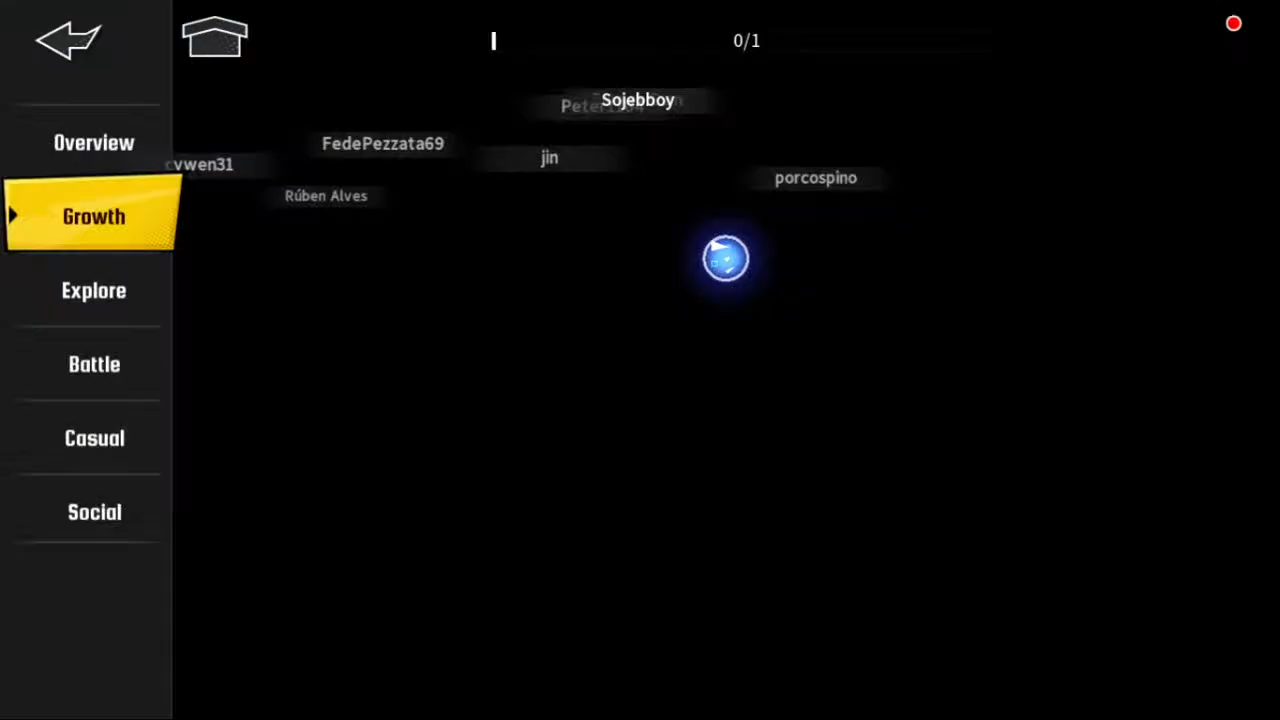 0/1
Sojebboy
FedePezzata69
jin
vwen31
porcospino
Rúben Alves
Overview
Growth
Explore
Battle
Casual
Social